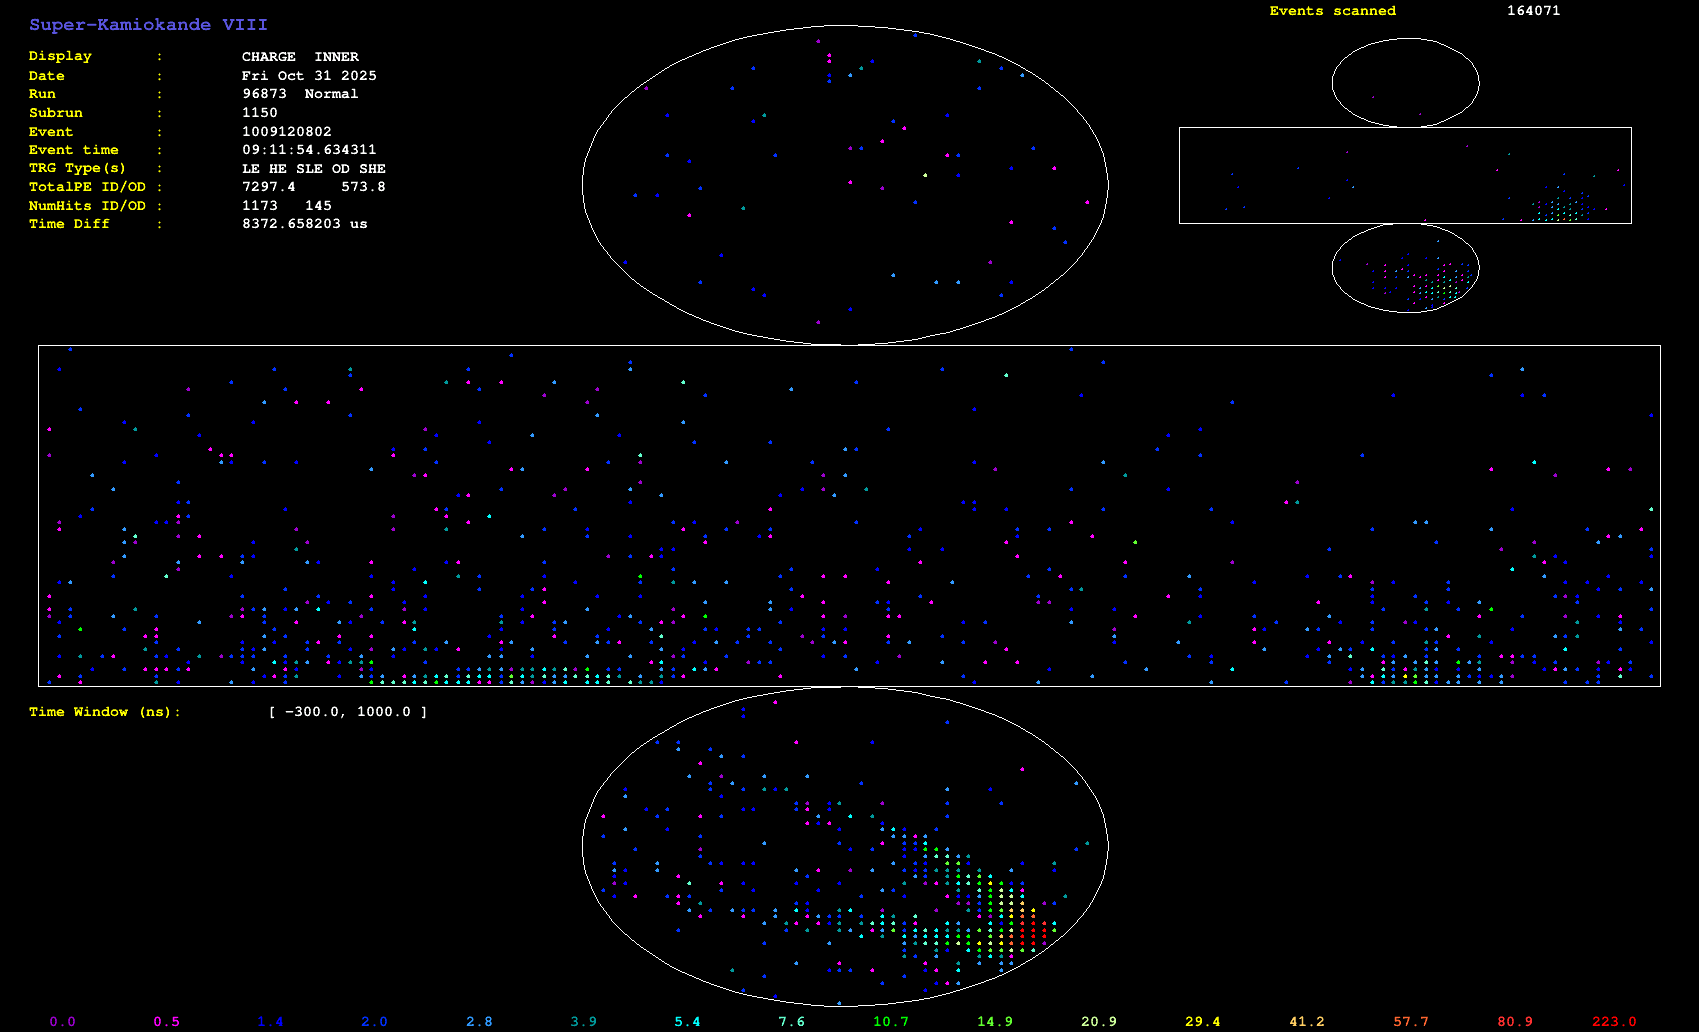 Super-Kamiokande VIII
Events scanned 164071
Display : CHARGE INNER
Date : Fri Oct 31 2025
Run : 96873 Normal
Subrun : 1150
Event : 1009120802
Event time : 09:11:54.634311
TRG Type(s) : LE HE SLE OD SHE
TotalPE ID/OD : 7297.4 573.8
NumHits ID/OD : 1173 145
Time Diff : 8372.658203 us
Time Window (ns): [ -300.0, 1000.0 ]
0.0 0.5 1.4 2.0 2.8 3.9 5.4 7.6 10.7 14.9 20.9 29.4 41.2 57.7 80.9 223.0